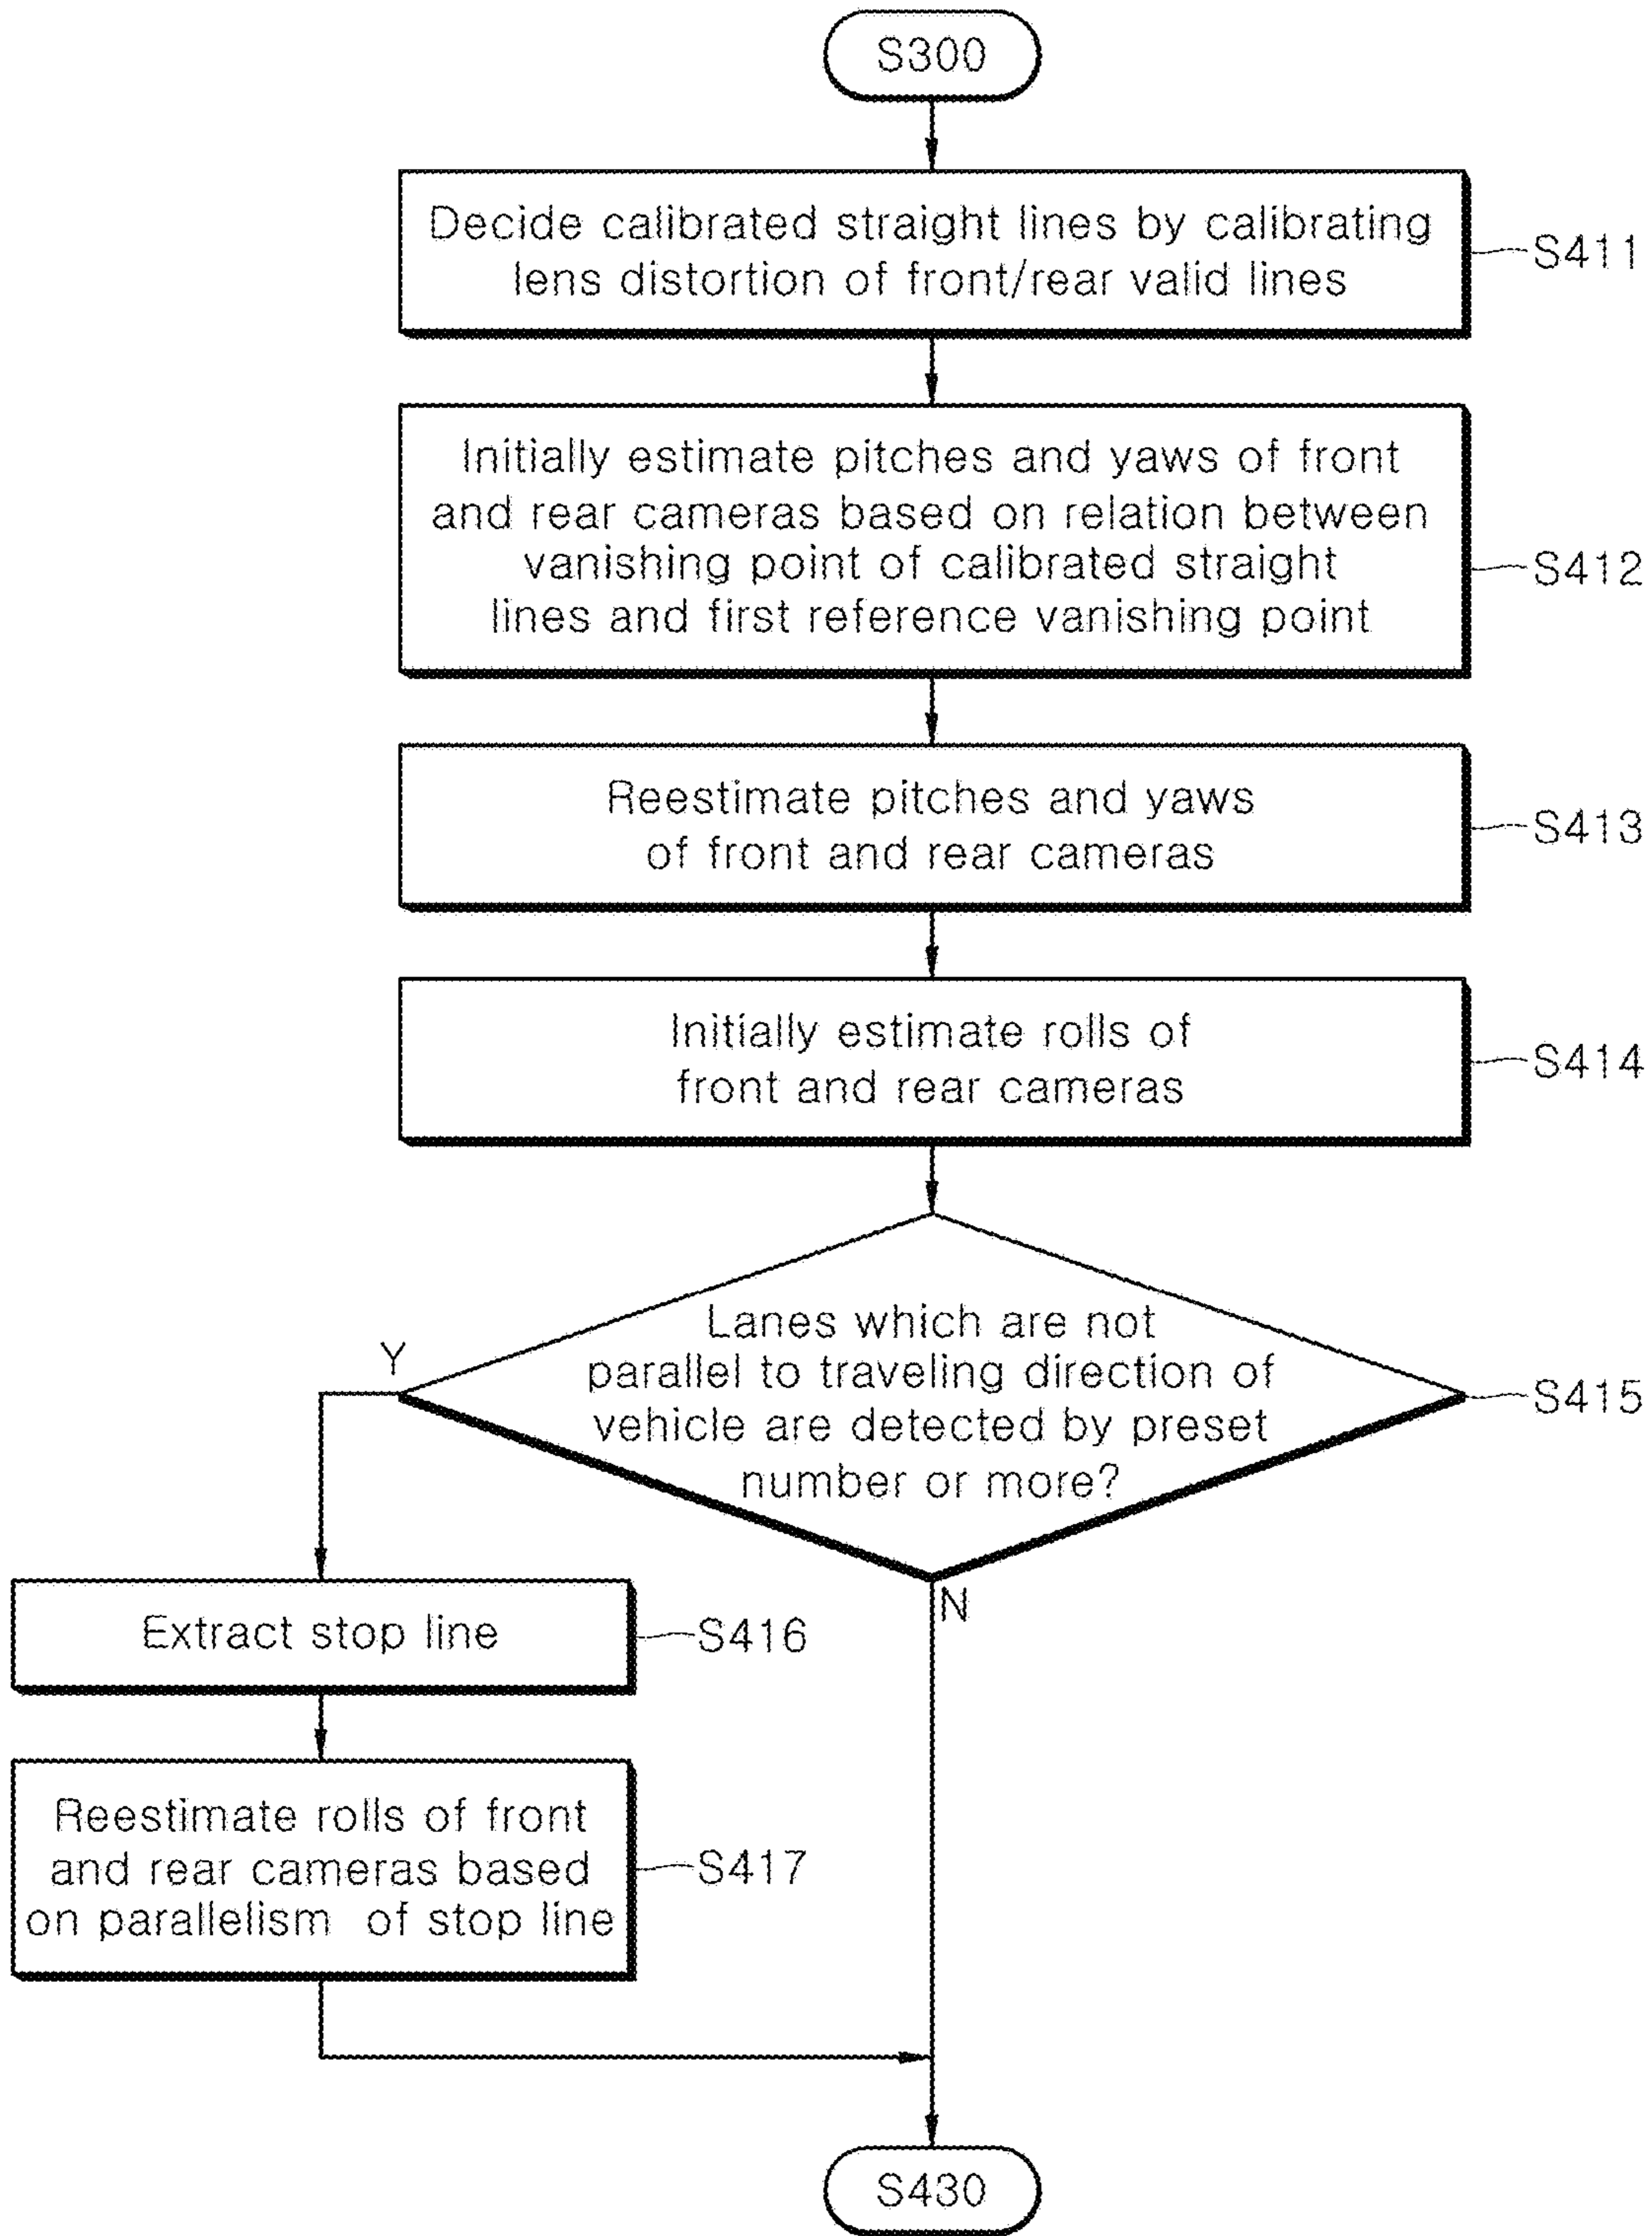 S300
Decide calibrated straight lines by calibrating
lens distortion of front/rear valid lines
S411
Initially estimate pitches and yaws of front
and rear cameras based on relation between
vanishing point of calibrated straight
lines and first reference vanishing point
S412
Reestimate pitches and yaws
of front and rear cameras
S413
Initially estimate rolls of
front and rear cameras
S414
Lanes which are not
parallel to traveling direction of
vehicle are detected by preset
number or more?
S415
Y
N
Extract stop line
S416
Reestimate rolls of front
and rear cameras based
on parallelism of stop line
S417
S430